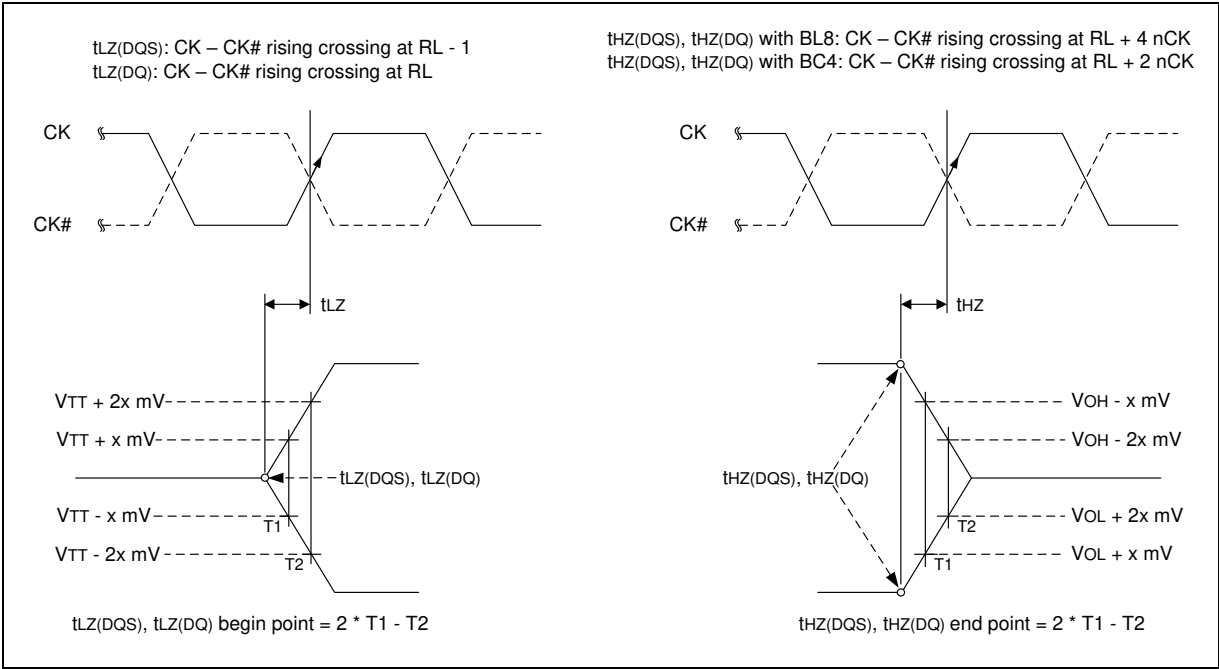 tLZ(DQS): CK – CK# rising crossing at RL - 1
tLZ(DQ): CK – CK# rising crossing at RL
CK
CK#
tLZ
VTT + 2x mV
VTT + x mV
tLZ(DQS), tLZ(DQ)
VTT - x mV
T1
VTT - 2x mV
T2
tLZ(DQS), tLZ(DQ) begin point = 2 * T1 - T2
tHZ(DQS), tHZ(DQ) with BL8: CK – CK# rising crossing at RL + 4 nCK
tHZ(DQS), tHZ(DQ) with BC4: CK – CK# rising crossing at RL + 2 nCK
CK
CK#
tHZ
VOH - x mV
VOH - 2x mV
tHZ(DQS), tHZ(DQ)
VOL + 2x mV
T2
VOL + x mV
T1
tHZ(DQS), tHZ(DQ) end point = 2 * T1 - T2